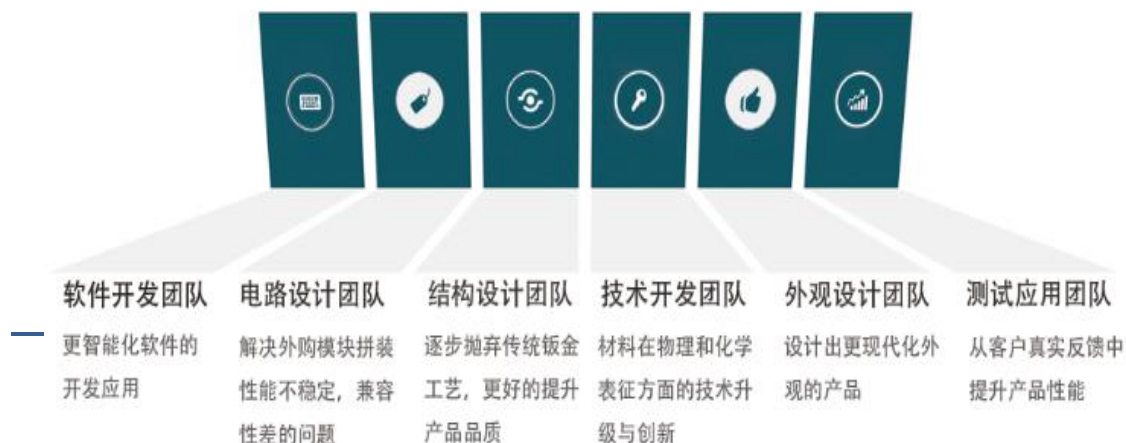 软件开发团队
更智能化软件的
开发应用
电路设计团队
解决外购模块拼装
性能不稳定，兼容
性差的问题
结构设计团队
逐步抛弃传统钣金
工艺，更好的提升
产品品质
技术开发团队
材料在物理和化学
表征方面的技术升
级与创新
外观设计团队
设计出更现代化外
观的产品
测试应用团队
从客户真实反馈中
提升产品性能